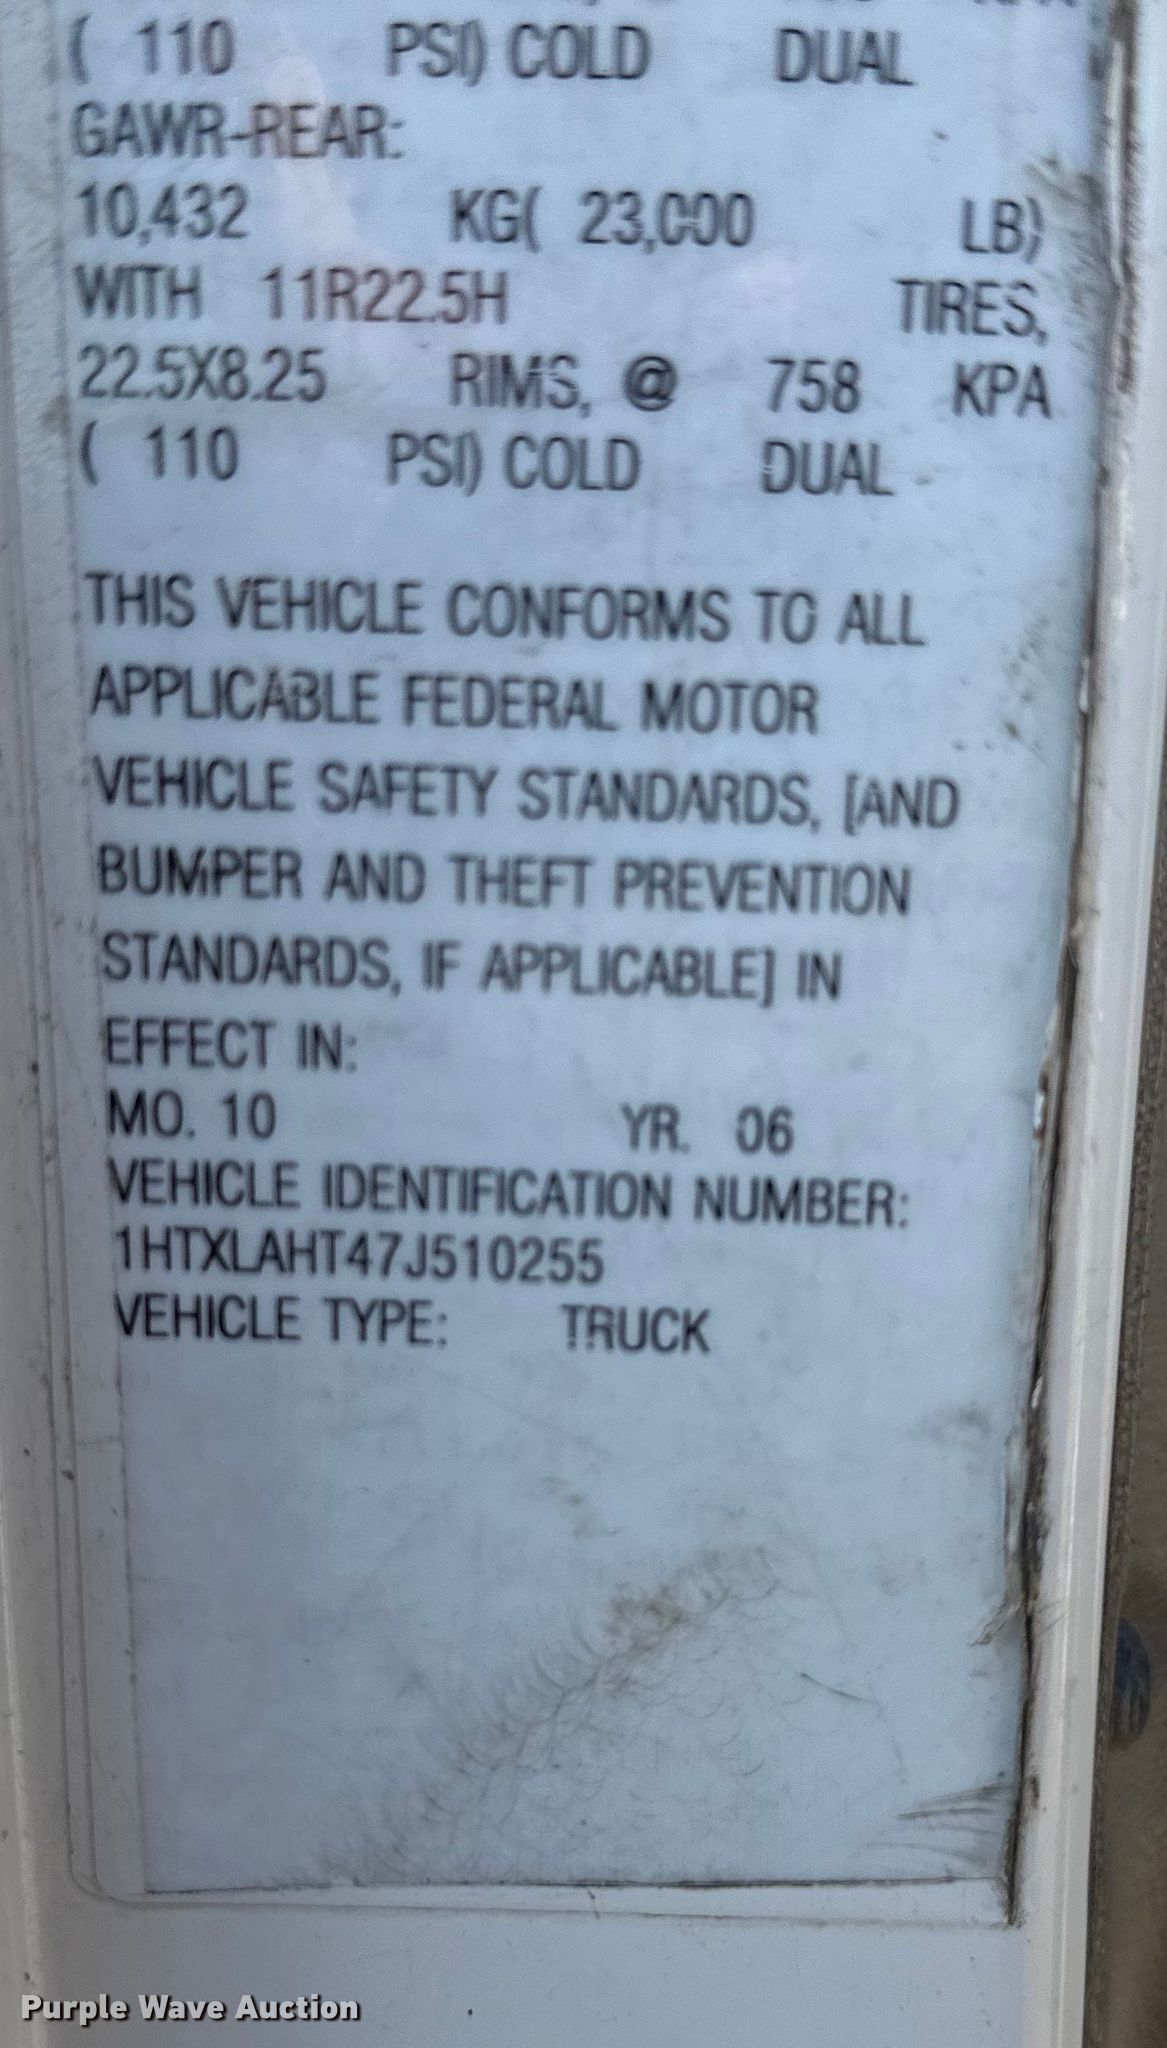 ( 110 PSI) COLD DUAL
GAWR-REAR:
10,432 KG( 23,000 LB)
WITH 11R22.5H TIRES,
22.5X8.25 RIMS, @ 758 KPA
( 110 PSI) COLD DUAL
THIS VEHICLE CONFORMS TO ALL
APPLICABLE FEDERAL MOTOR
VEHICLE SAFETY STANDARDS, [AND
BUMPER AND THEFT PREVENTION
STANDARDS, IF APPLICABLE] IN
EFFECT IN:
MO. 10 YR. 06
VEHICLE IDENTIFICATION NUMBER:
1HTXLAHT47J510255
VEHICLE TYPE: TRUCK
Purple Wave Auction